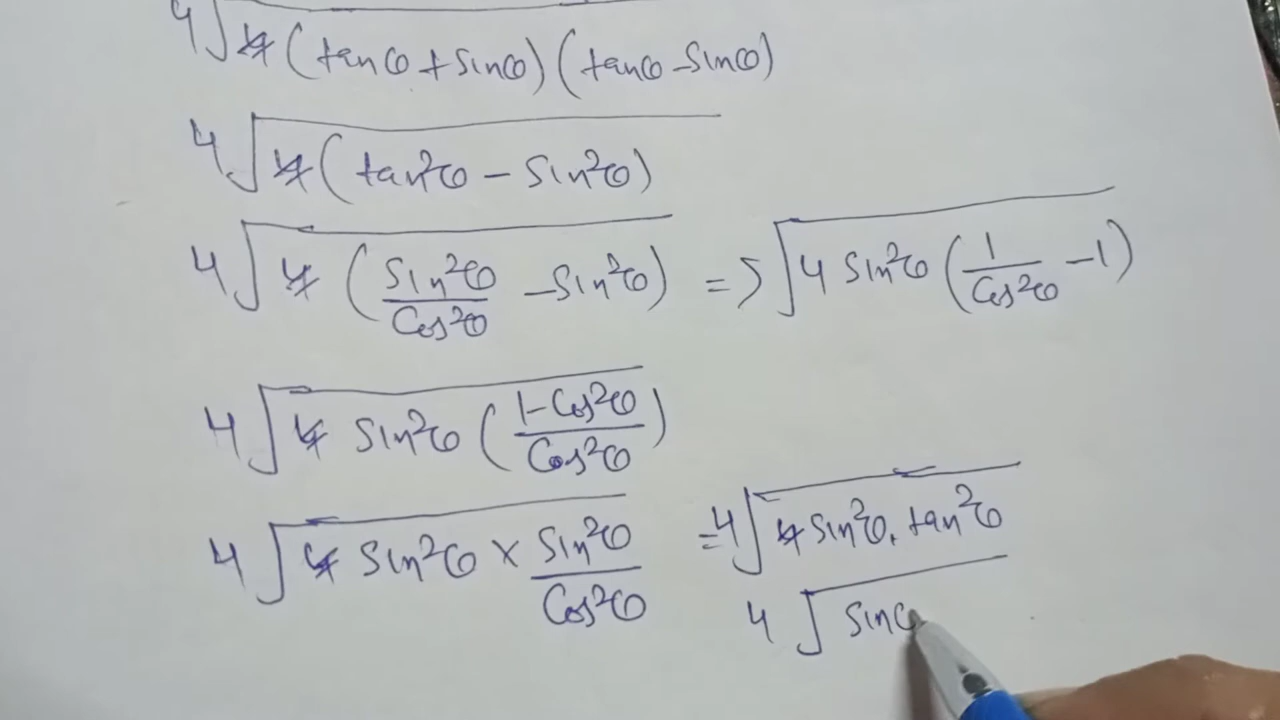 4√4̶(tanθ+sinθ)(tanθ-sinθ)
4√4̶(tan²θ - sin²θ)
4√4̶(sin²θ/cos²θ - sin²θ) => √4 sin²θ(1/cos²θ - 1)
4√4̶ sin²θ(1-cos²θ/cos²θ)
4√4̶ sin²θ × sin²θ/cos²θ = 4√4̶ sin²θ. tan²θ
4√sinθ